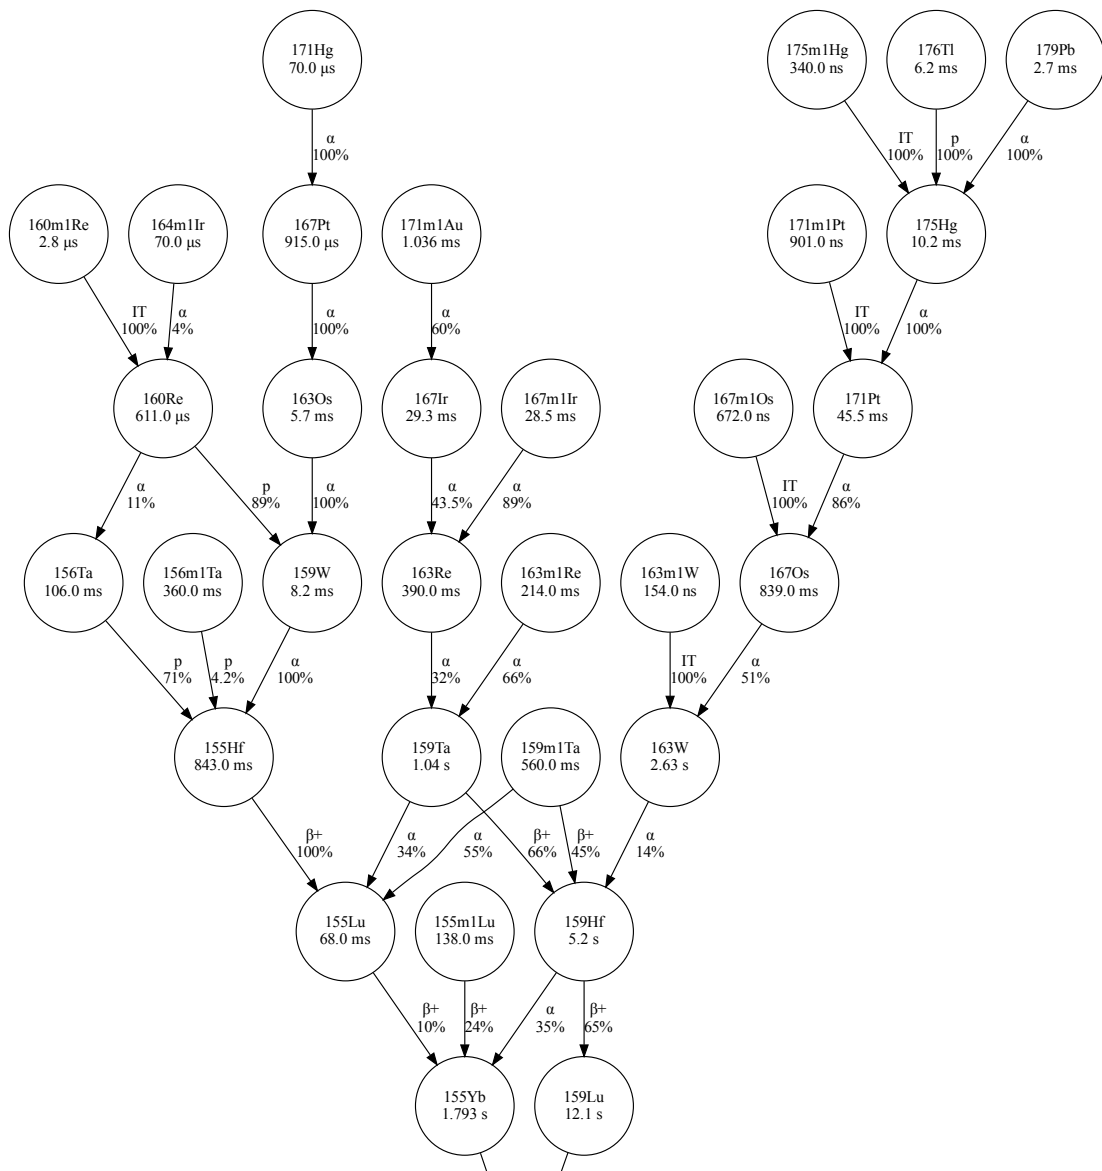 171Hg
70.0 μs
175m1Hg
340.0 ns
176Tl
6.2 ms
179Pb
2.7 ms
α
100%
IT
100%
p
100%
α
100%
160m1Re
2.8 μs
164m1Ir
70.0 μs
167Pt
915.0 μs
171m1Au
1.036 ms
171m1Pt
901.0 ns
175Hg
10.2 ms
IT
100%
α
4%
α
100%
α
60%
IT
100%
α
100%
160Re
611.0 μs
163Os
5.7 ms
167Ir
29.3 ms
167m1Ir
28.5 ms
167m1Os
672.0 ns
171Pt
45.5 ms
α
11%
p
89%
α
100%
α
43.5%
α
89%
IT
100%
α
86%
156Ta
106.0 ms
156m1Ta
360.0 ms
159W
8.2 ms
163Re
390.0 ms
163m1Re
214.0 ms
163m1W
154.0 ns
167Os
839.0 ms
p
71%
p
4.2%
α
100%
α
32%
α
66%
IT
100%
α
51%
155Hf
843.0 ms
159Ta
1.04 s
159m1Ta
560.0 ms
163W
2.63 s
β+
100%
α
34%
α
55%
β+
66%
β+
45%
α
14%
155Lu
68.0 ms
155m1Lu
138.0 ms
159Hf
5.2 s
β+
10%
β+
24%
α
35%
β+
65%
155Yb
1.793 s
159Lu
12.1 s